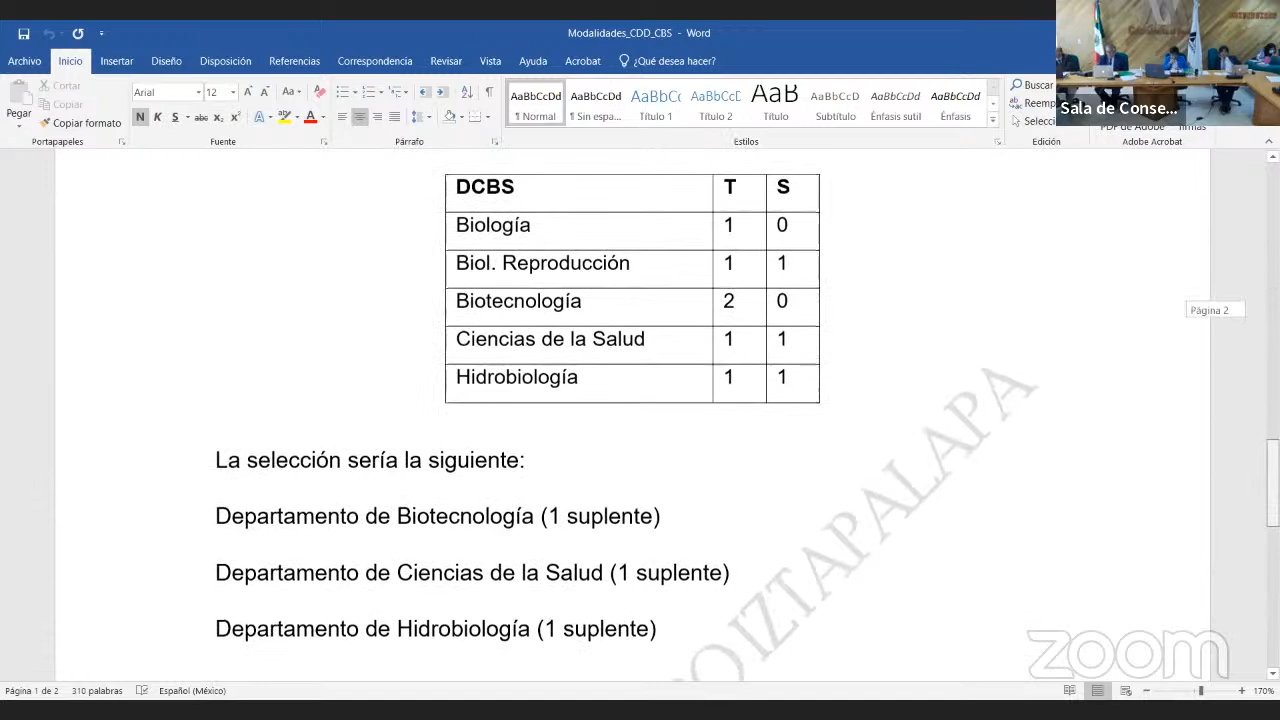 Modalidades_CDD_CBS - Word
Archivo Inicio Insertar Diseño Disposición Referencias Correspondencia Revisar Vista Ayuda Acrobat ¿Qué desea hacer?
Pegar
Cortar
Copiar
Copiar formato
Portapapeles
Arial 12
Fuente
Párrafo
AaBbCcDd AaBbCcDd AaBbCc AaBbCcD AaB AaBbCcDd AaBbCcDd AaBbCcDd
¶ Normal ¶ Sin espa... Título 1 Título 2 Título Subtítulo Énfasis sutil Énfasis
Estilos
Buscar
Edición
Adobe Acrobat
Sala de Conse...
DCBS T S
Biología 1 0
Biol. Reproducción 1 1
Biotecnología 2 0
Ciencias de la Salud 1 1
Hidrobiología 1 1
Página 2
La selección sería la siguiente:
Departamento de Biotecnología (1 suplente)
Departamento de Ciencias de la Salud (1 suplente)
Departamento de Hidrobiología (1 suplente)
OIZTAPALAPA
zoom
Página 1 de 2 310 palabras Español (México) 170%